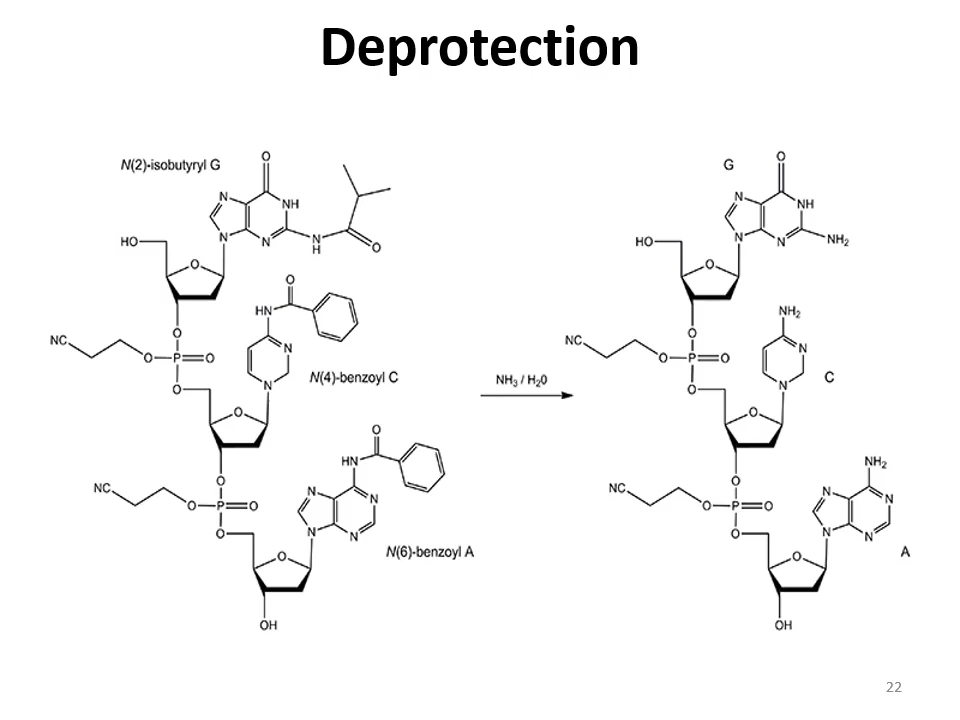 Deprotection
N(2)-isobutyryl G
O
N
NH
N
N
N
H
O
HO
O
O
HN
NC
O
P
O
O
N
N
N(4)-benzoyl C
O
O
O
HN
NC
O
P
O
O
N
N
N
N
N(6)-benzoyl A
O
OH
NH3 / H20
G
O
N
NH
N
N
NH2
HO
O
O
NH2
NC
O
P
O
O
N
N
C
O
O
NH2
NC
O
P
O
O
N
N
N
N
A
O
OH
22